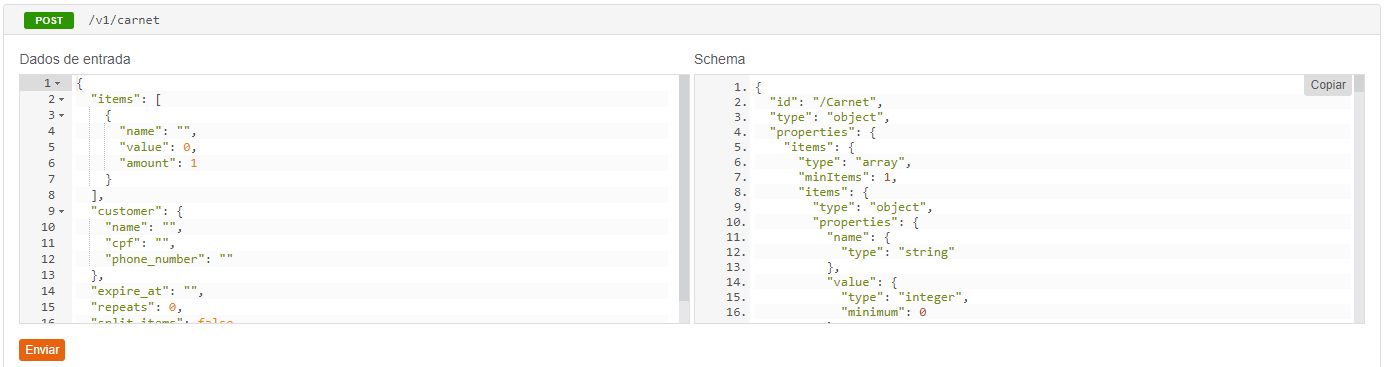 POST /v1/carnet
Dados de entrada
1 {
2 "items": [
3 {
4 "name": "",
5 "value": 0,
6 "amount": 1
7 }
8 ],
9 "customer": {
10 "name": "",
11 "cpf": "",
12 "phone_number": ""
13 },
14 "expire_at": "",
15 "repeats": 0,
16 "split_items": false
Enviar
Schema
Copiar
1. {
2. "id": "/Carnet",
3. "type": "object",
4. "properties": {
5. "items": {
6. "type": "array",
7. "minItems": 1,
8. "items": {
9. "type": "object",
10. "properties": {
11. "name": {
12. "type": "string"
13. },
14. "value": {
15. "type": "integer",
16. "minimum": 0